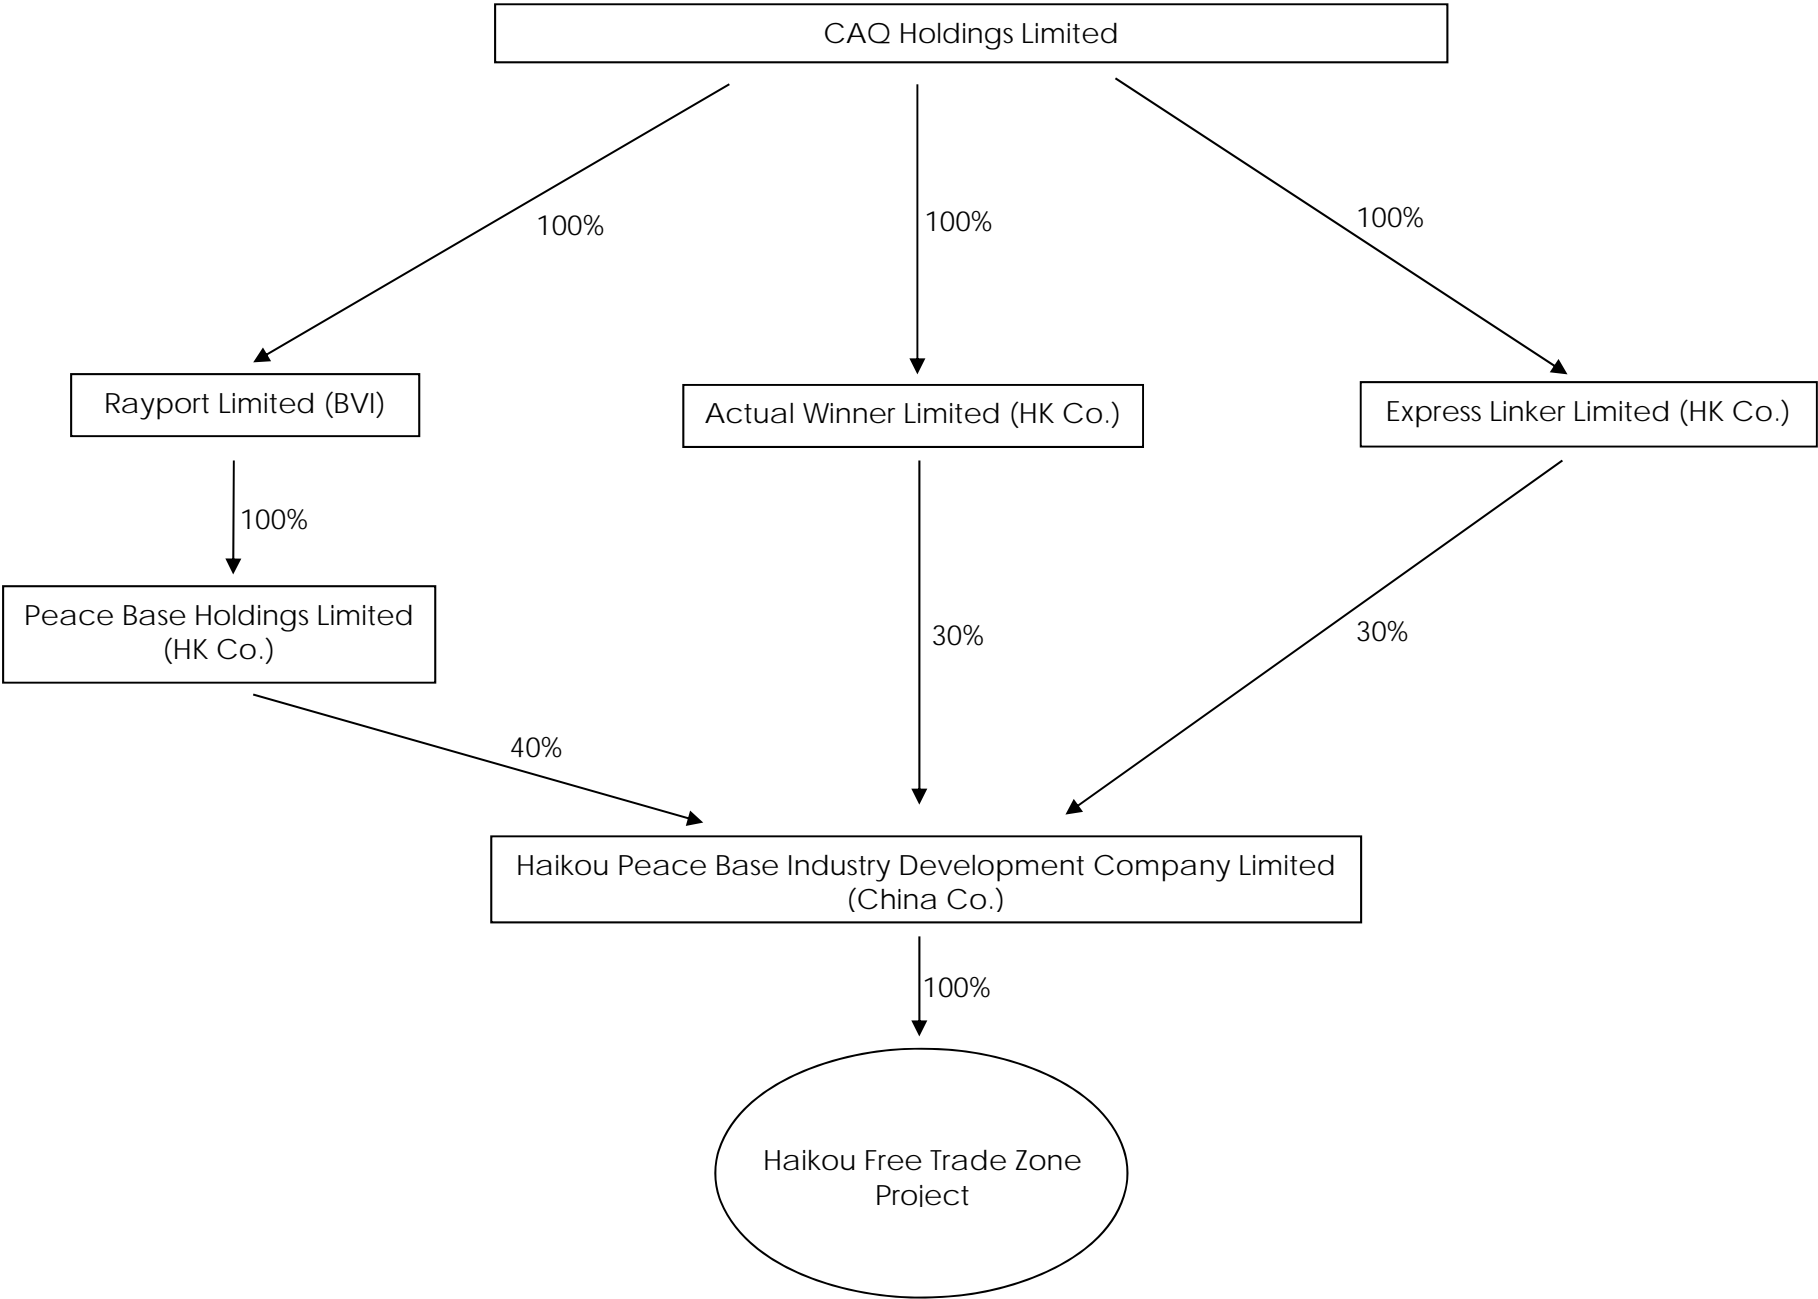 CAQ Holdings Limited
100%
100%
100%
Rayport Limited (BVI)
Actual Winner Limited (HK Co.)
Express Linker Limited (HK Co.)
100%
Peace Base Holdings Limited
(HK Co.)
30%
30%
40%
Haikou Peace Base Industry Development Company Limited
(China Co.)
100%
Haikou Free Trade Zone
Project